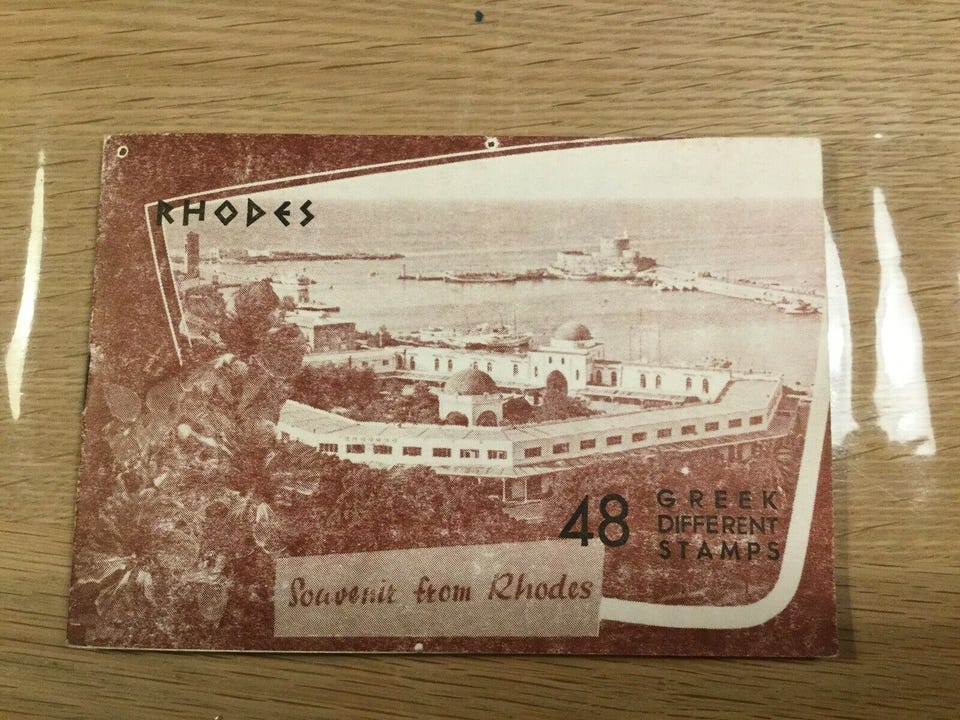 RHODES
48 GREEK
DIFFERENT
STAMPS
Souvenir from Rhodes